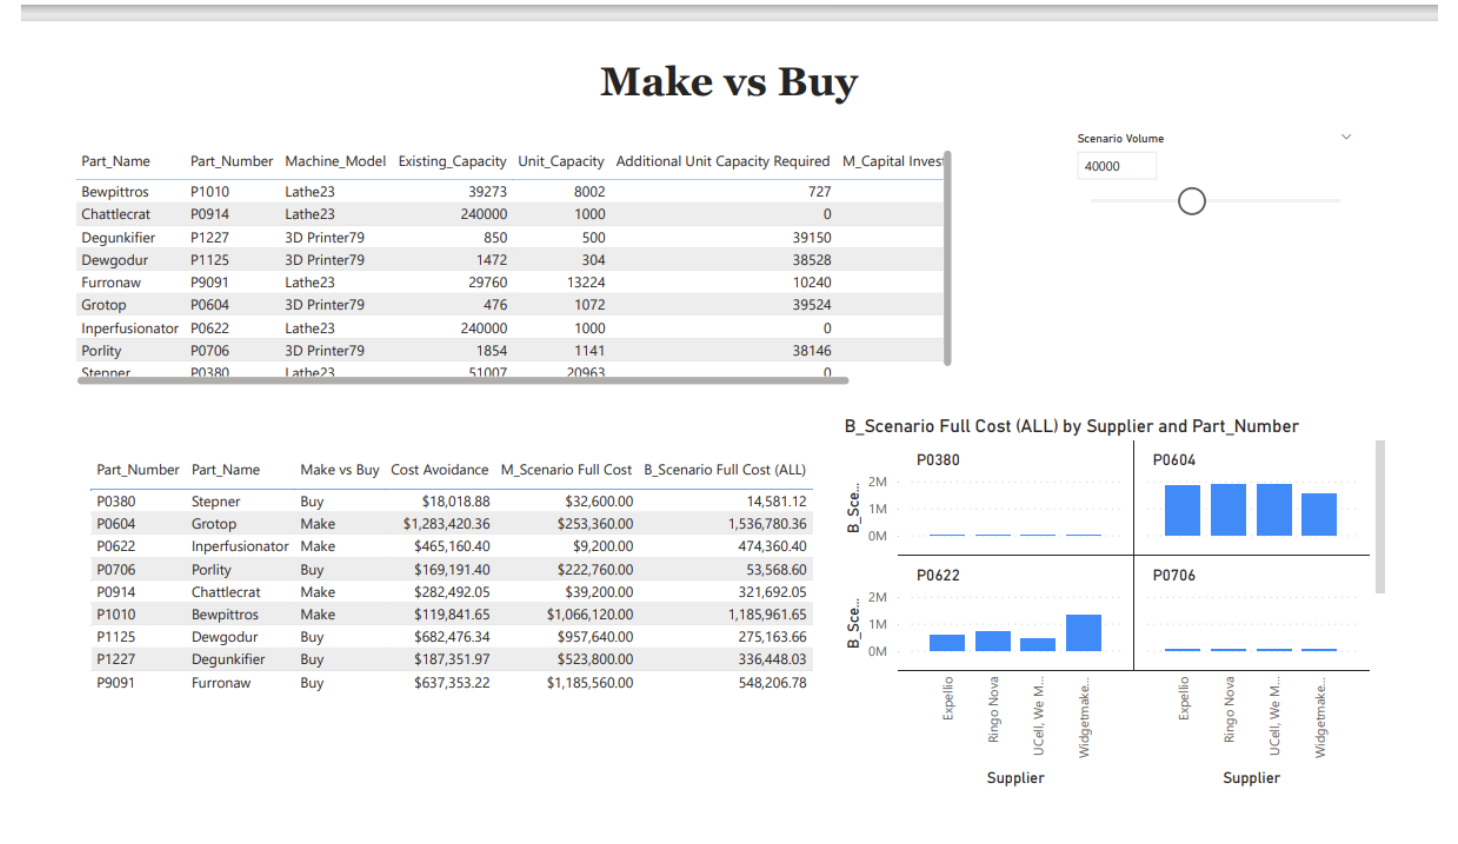 Make vs Buy
Scenario Volume
40000
Part_Name Part_Number Machine_Model Existing_Capacity Unit_Capacity Additional Unit Capacity Required M_Capital Invest
Bewpittros P1010 Lathe23 39273 8002 727
Chattlecrat P0914 Lathe23 240000 1000 0
Degunkifier P1227 3D Printer79 850 500 39150
Dewgodur P1125 3D Printer79 1472 304 38528
Furronaw P9091 Lathe23 29760 13224 10240
Grotop P0604 3D Printer79 476 1072 39524
Inperfusionator P0622 Lathe23 240000 1000 0
Porlity P0706 3D Printer79 1854 1141 38146
Stepner P0380 Lathe23 51007 20963 0
Part_Number Part_Name Make vs Buy Cost Avoidance M_Scenario Full Cost B_Scenario Full Cost (ALL)
P0380 Stepner Buy $18,018.88 $32,600.00 14,581.12
P0604 Grotop Make $1,283,420.36 $253,360.00 1,536,780.36
P0622 Inperfusionator Make $465,160.40 $9,200.00 474,360.40
P0706 Porlity Buy $169,191.40 $222,760.00 53,568.60
P0914 Chattlecrat Make $282,492.05 $39,200.00 321,692.05
P1010 Bewpittros Make $119,841.65 $1,066,120.00 1,185,961.65
P1125 Dewgodur Buy $682,476.34 $957,640.00 275,163.66
P1227 Degunkifier Buy $187,351.97 $523,800.00 336,448.03
P9091 Furronaw Buy $637,353.22 $1,185,560.00 548,206.78
B_Scenario Full Cost (ALL) by Supplier and Part_Number
P0380 P0604
B_Sce...
2M
1M
0M
P0622 P0706
B_Sce...
2M
1M
0M
Expellio Ringo Nova UCell, We M... Widgetmake... Expellio Ringo Nova UCell, We M... Widgetmake...
Supplier Supplier